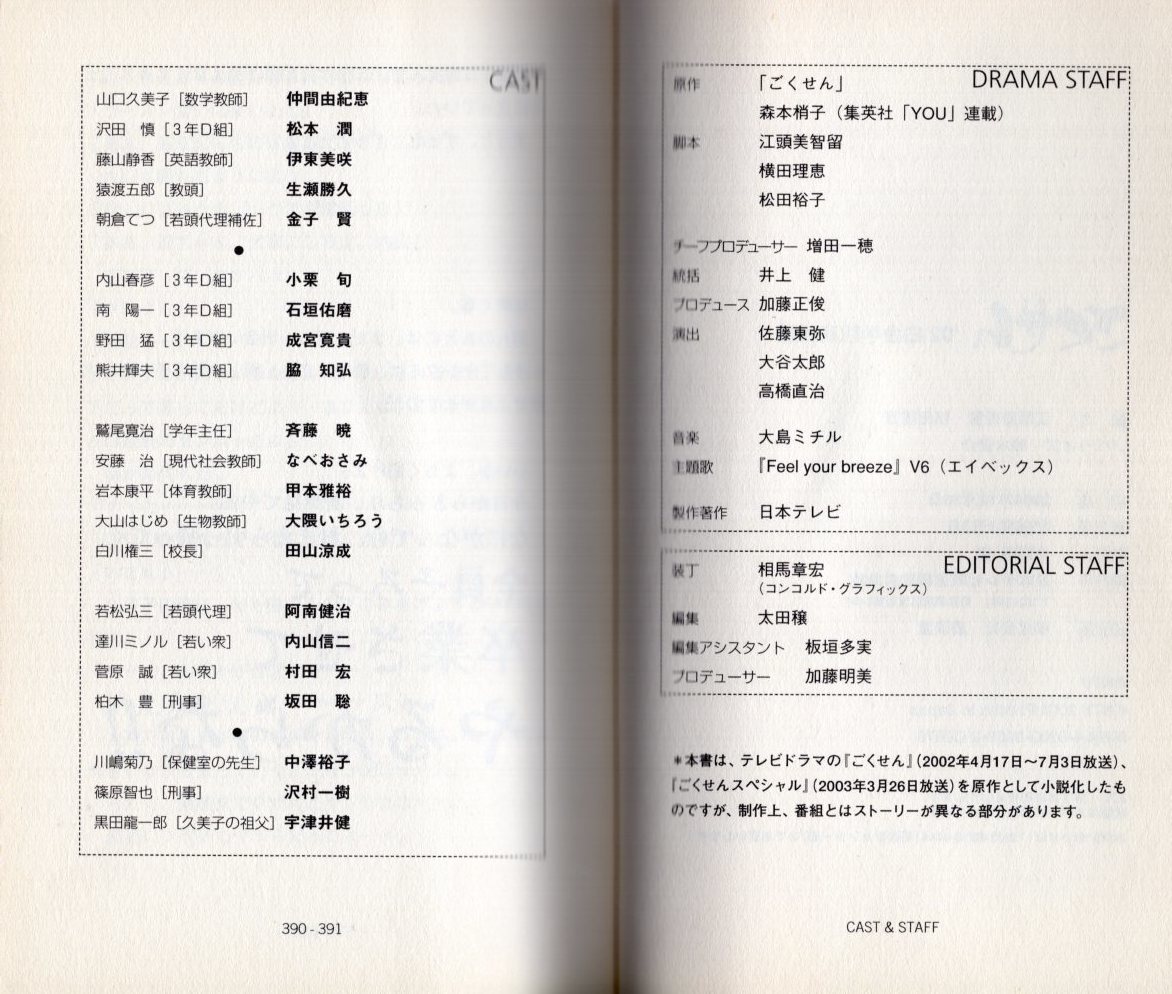 CAST
山口久美子［数学教師］ 仲間由紀恵
沢田　慎［３年Ｄ組］ 松本　潤
藤山静香［英語教師］ 伊東美咲
猿渡五郎［教頭］ 生瀬勝久
朝倉てつ［若頭代理補佐］ 金子　賢
●
内山春彦［３年Ｄ組］ 小栗　旬
南　陽一［３年Ｄ組］ 石垣佑磨
野田　猛［３年Ｄ組］ 成宮寛貴
熊井輝夫［３年Ｄ組］ 脇　知弘
鷲尾寛治［学年主任］ 斉藤　暁
安藤　治［現代社会教師］ なべおさみ
岩本康平［体育教師］ 甲本雅裕
大山はじめ［生物教師］ 大隈いちろう
白川権三［校長］ 田山涼成
若松弘三［若頭代理］ 阿南健治
達川ミノル［若い衆］ 内山信二
菅原　誠［若い衆］ 村田　宏
柏木　豊［刑事］ 坂田　聡
●
川嶋菊乃［保健室の先生］ 中澤裕子
篠原智也［刑事］ 沢村一樹
黒田龍一郎［久美子の祖父］ 宇津井健
390 - 391
DRAMA STAFF
原作 「ごくせん」
森本梢子（集英社「YOU」連載）
脚本 江頭美智留
横田理恵
松田裕子
チーフプロデューサー 増田一穂
統括 井上　健
プロデュース 加藤正俊
演出 佐藤東弥
大谷太郎
高橋直治
音楽 大島ミチル
主題歌 『Feel your breeze』V6（エイベックス）
製作著作 日本テレビ
EDITORIAL STAFF
装丁 相馬章宏
（コンコルド・グラフィックス）
編集 太田穣
編集アシスタント 板垣多実
プロデューサー 加藤明美
＊本書は、テレビドラマの『ごくせん』（2002年4月17日〜7月3日放送）、
『ごくせんスペシャル』（2003年3月26日放送）を原作として小説化したも
のですが、制作上、番組とはストーリーが異なる部分があります。
CAST & STAFF